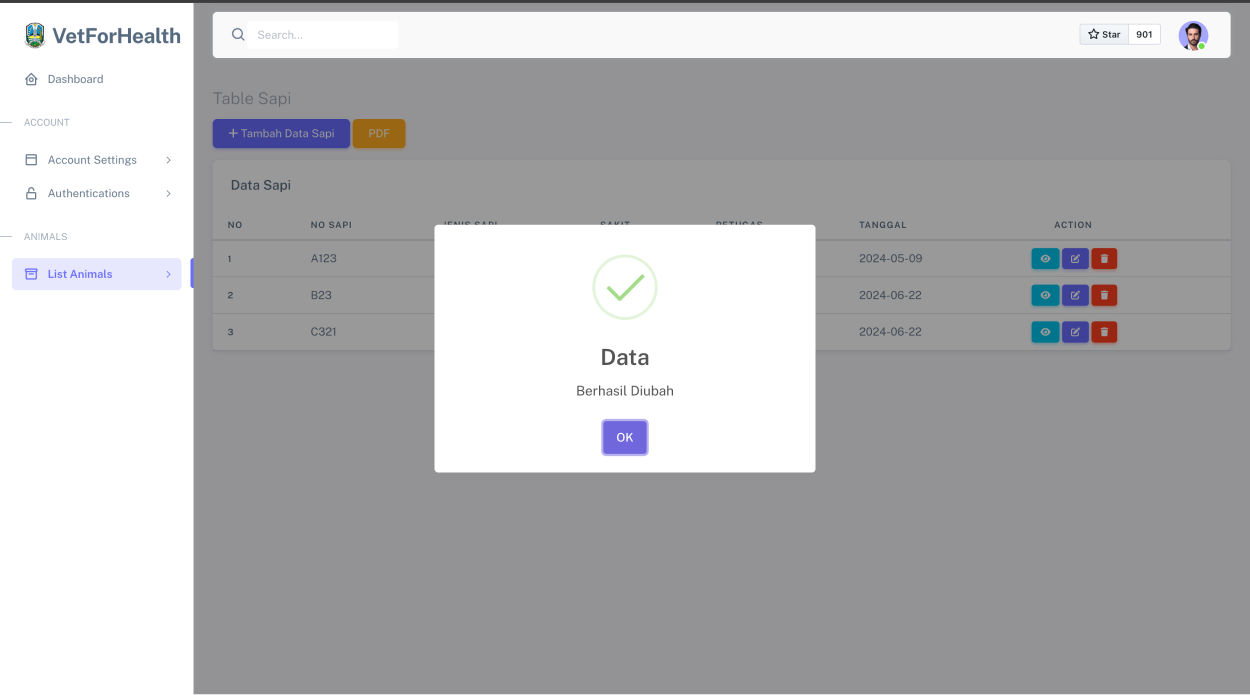 VetForHealth
Search...
Star 901
Dashboard
ACCOUNT
Account Settings
Authentications
ANIMALS
List Animals
Table Sapi
+ Tambah Data Sapi PDF
Data Sapi
NO NO SAPI JENIS SAPI SAKIT PETUGAS TANGGAL ACTION
1 A123 2024-05-09
2 B23 2024-06-22
3 C321 2024-06-22
Data
Berhasil Diubah
OK